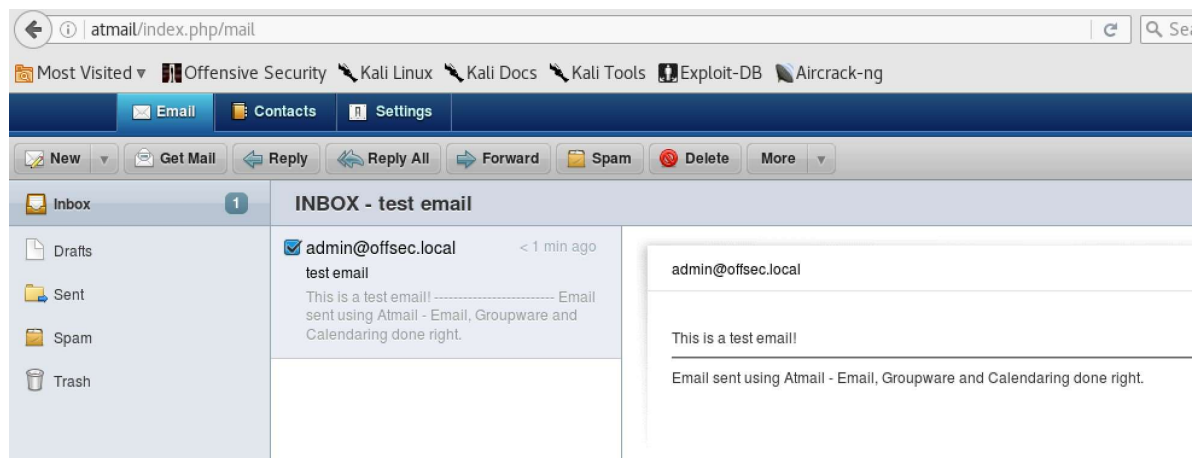 atmail/index.php/mail
Sea
Most Visited Offensive Security Kali Linux Kali Docs Kali Tools Exploit-DB Aircrack-ng
Email Contacts Settings
New Get Mail Reply Reply All Forward Spam Delete More
Inbox 1
Drafts
Sent
Spam
Trash
INBOX - test email
admin@offsec.local < 1 min ago
test email
This is a test email! -------------------------- Email
sent using Atmail - Email, Groupware and
Calendaring done right.
admin@offsec.local
This is a test email!
Email sent using Atmail - Email, Groupware and Calendaring done right.